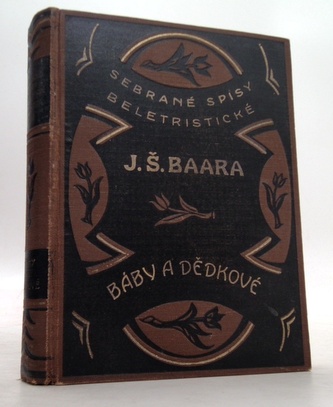 SEBRANÉ SPISY
BELETRISTICKÉ
J.Š.BAARA
BÁBY A DĚDKOVÉ